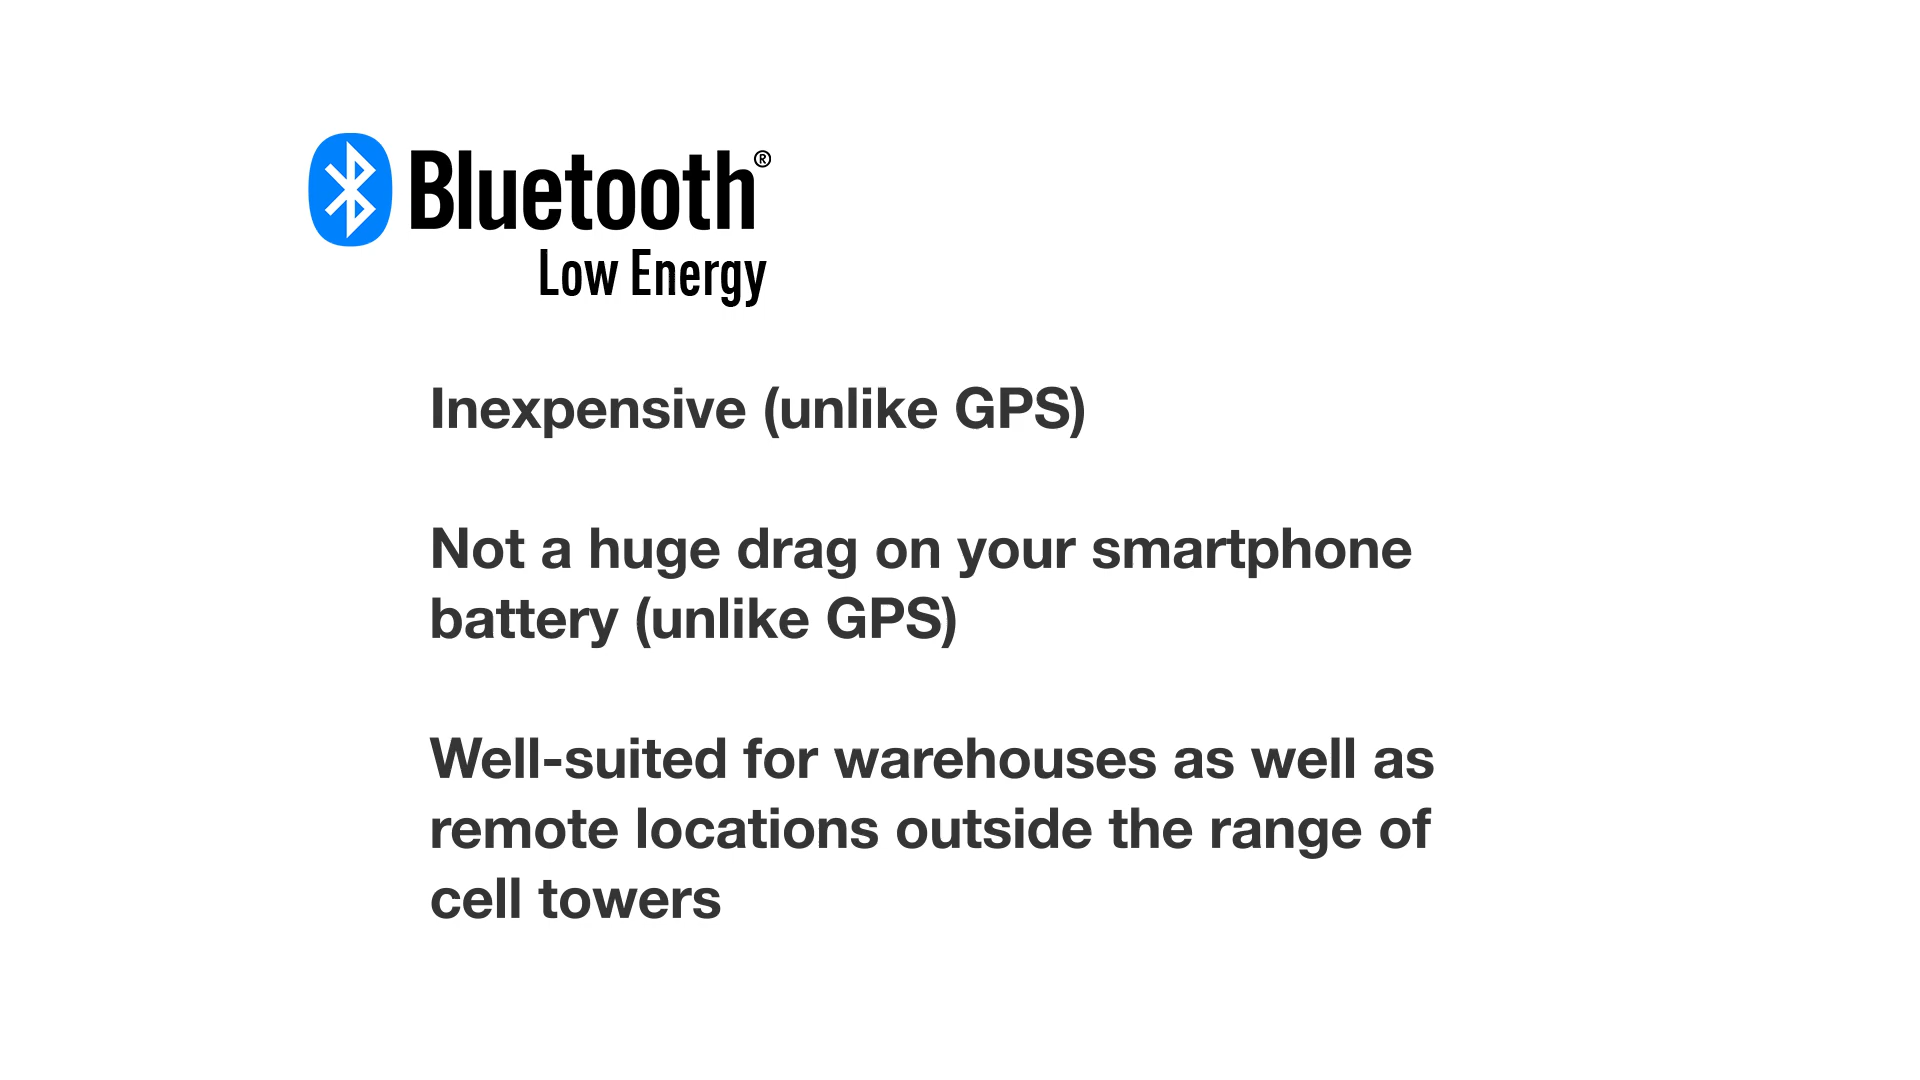 Bluetooth®
Low Energy
Inexpensive (unlike GPS)
Not a huge drag on your smartphone
battery (unlike GPS)
Well-suited for warehouses as well as
remote locations outside the range of
cell towers